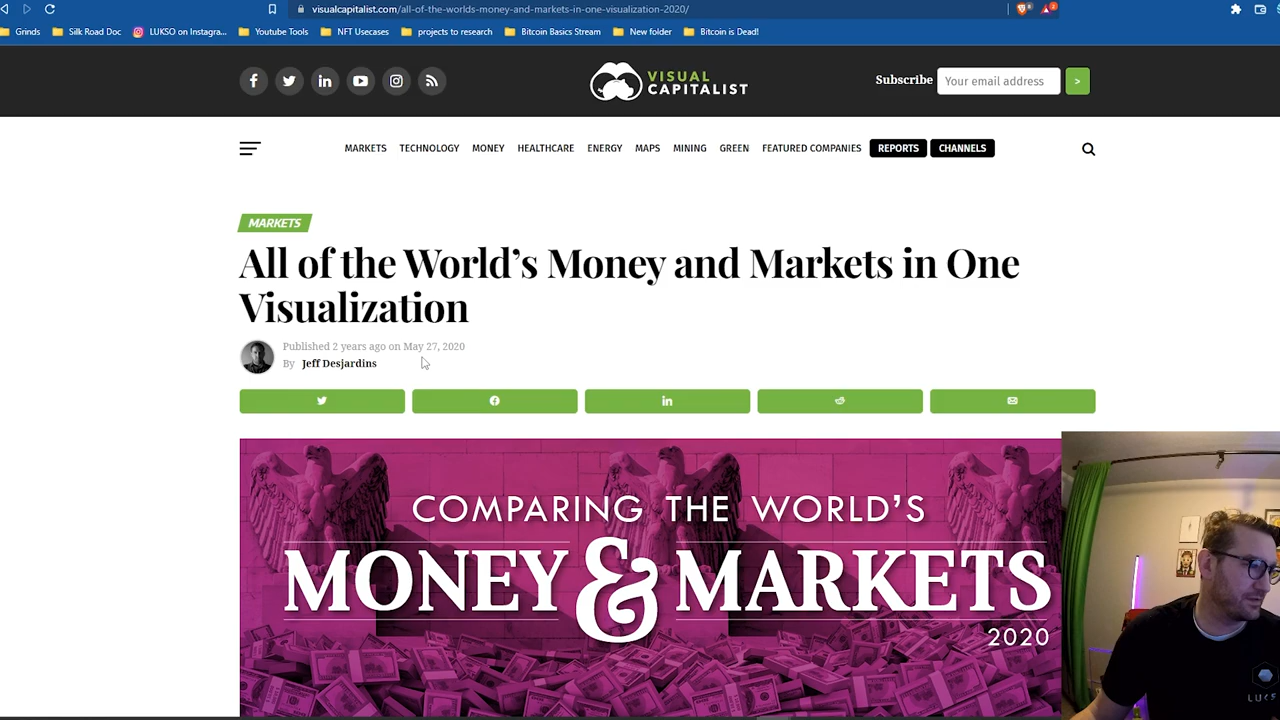 visualcapitalist.com/all-of-the-worlds-money-and-markets-in-one-visualization-2020/
Grinds Silk Road Doc LUKSO on Instagra... Youtube Tools NFT Usecases projects to research Bitcoin Basics Stream New folder Bitcoin is Dead!
VISUAL
CAPITALIST
Subscribe Your email address >
MARKETS TECHNOLOGY MONEY HEALTHCARE ENERGY MAPS MINING GREEN FEATURED COMPANIES REPORTS CHANNELS
MARKETS
All of the World's Money and Markets in One
Visualization
Published 2 years ago on May 27, 2020
By Jeff Desjardins
COMPARING THE WORLD'S
MONEY & MARKETS
2020
LUKS